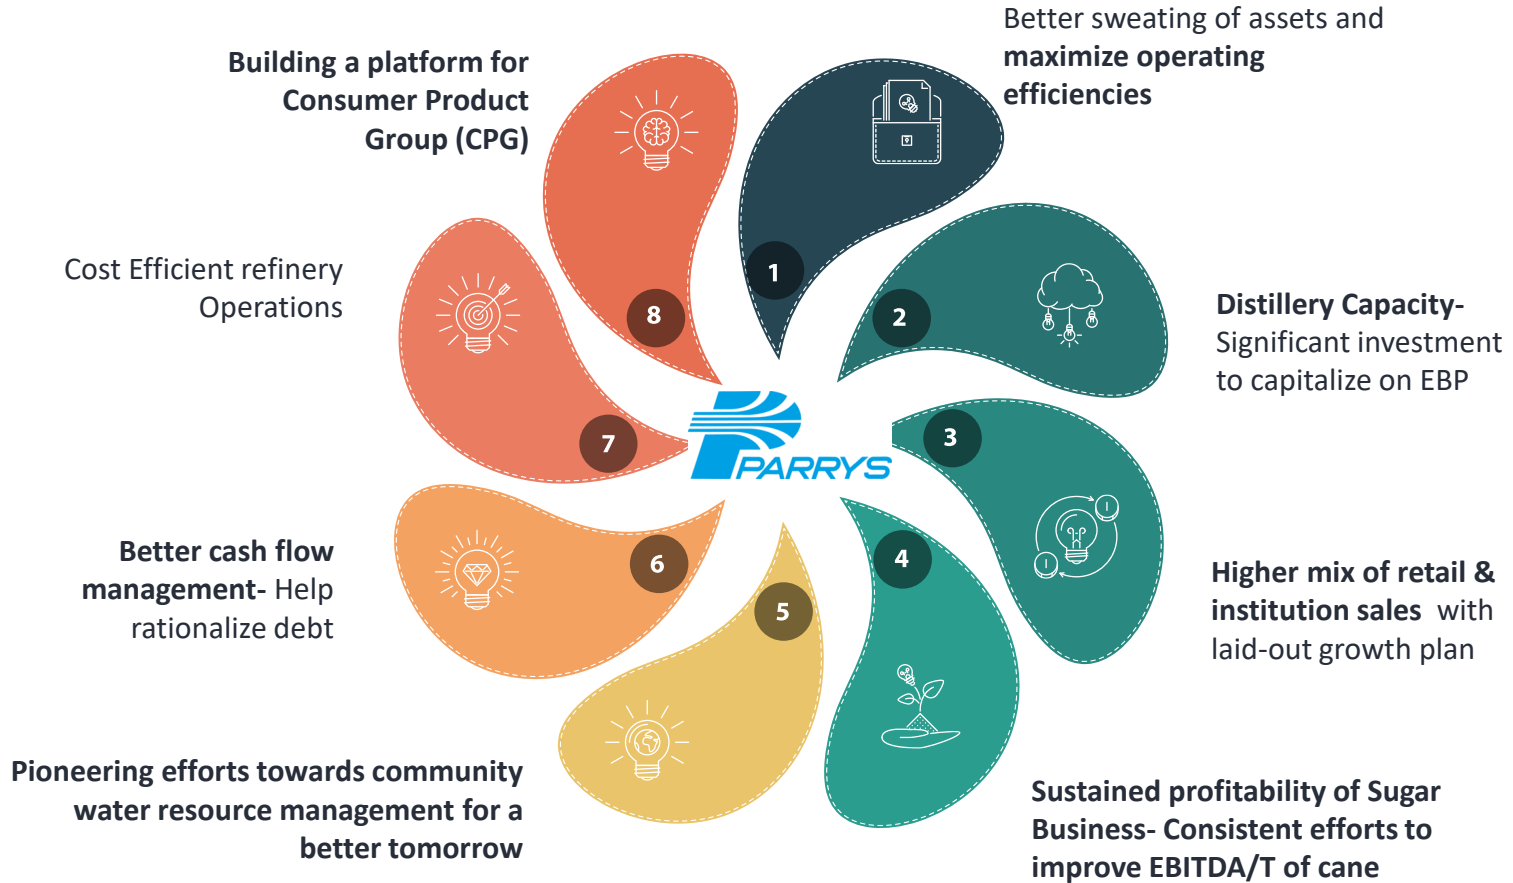 Better sweating of assets and
maximize operating
efficiencies
1
Distillery Capacity-
Significant investment
to capitalize on EBP
2
Higher mix of retail &
institution sales with
laid-out growth plan
3
Sustained profitability of Sugar
Business- Consistent efforts to
improve EBITDA/T of cane
4
Pioneering efforts towards community
water resource management for a
better tomorrow
5
Better cash flow
management- Help
rationalize debt
6
Cost Efficient refinery
Operations
7
Building a platform for
Consumer Product
Group (CPG)
8
PARRYS